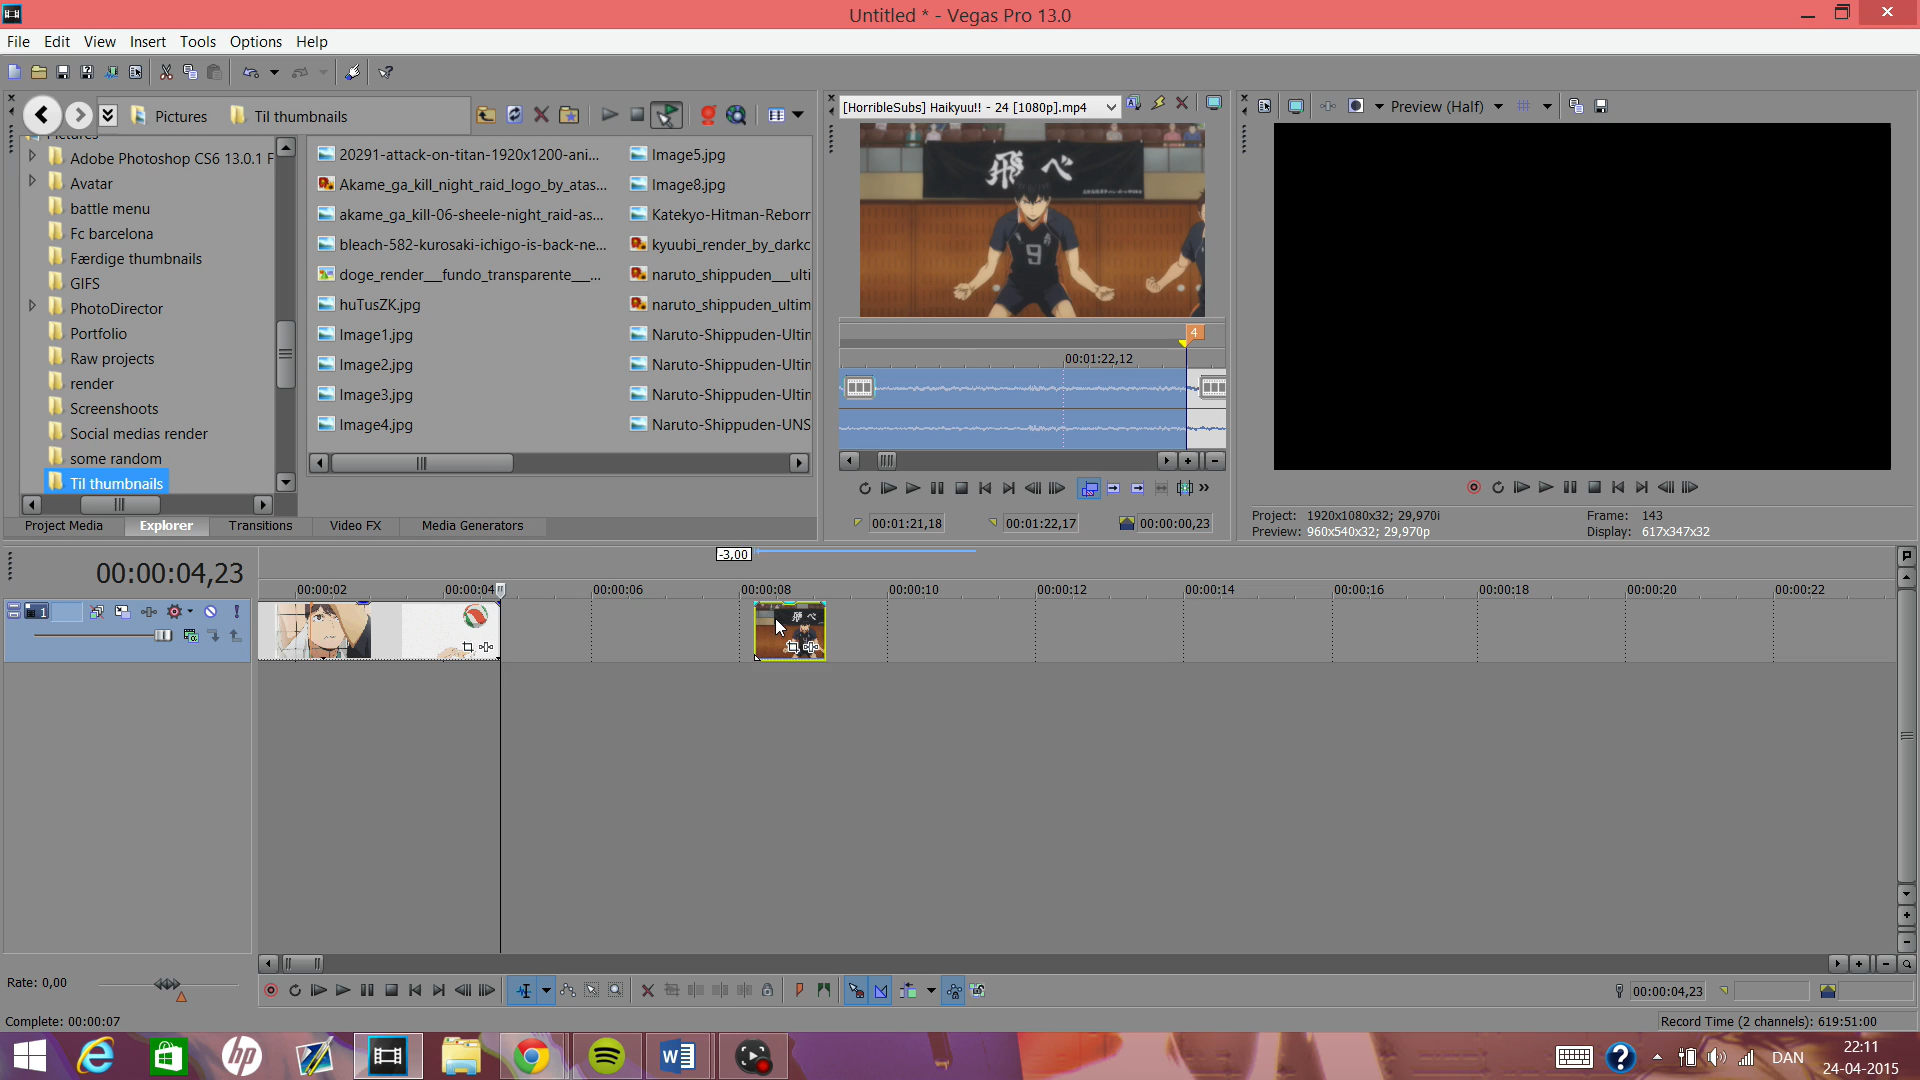 Untitled * - Vegas Pro 13.0
File Edit View Insert Tools Options Help
Pictures Til thumbnails
Adobe Photoshop CS6 13.0.1 F
Avatar
battle menu
Fc barcelona
Færdige thumbnails
GIFS
PhotoDirector
Portfolio
Raw projects
render
Screenshoots
Social medias render
some random
Til thumbnails
20291-attack-on-titan-1920x1200-ani...
Akame_ga_kill_night_raid_logo_by_atas...
akame_ga_kill-06-sheele-night_raid-as...
bleach-582-kurosaki-ichigo-is-back-ne...
doge_render___fundo_transparente___...
huTusZK.jpg
Image1.jpg
Image2.jpg
Image3.jpg
Image4.jpg
Image5.jpg
Image8.jpg
Katekyo-Hitman-Reborr
kyuubi_render_by_darkc
naruto_shippuden__ulti
naruto_shippuden_ultim
Naruto-Shippuden-Ultin
Naruto-Shippuden-Ultin
Naruto-Shippuden-Ultin
Naruto-Shippuden-UNS
Project Media Explorer Transitions Video FX Media Generators
[HorribleSubs] Haikyuu!! - 24 [1080p].mp4
飛べ
9
4
00:01:22,12
00:01:21,18 00:01:22,17 00:00:00,23
Preview (Half)
Project: 1920x1080x32; 29,970i
Preview: 960x540x32; 29,970p
Frame: 143
Display: 617x347x32
-3,00
00:00:04,23
00:00:02 00:00:04 00:00:06 00:00:08 00:00:10 00:00:12 00:00:14 00:00:16 00:00:18 00:00:20 00:00:22
1
飛べ
Rate: 0,00
00:00:04,23
Complete: 00:00:07
Record Time (2 channels): 619:51:00
hp
DAN
22:11
24-04-2015